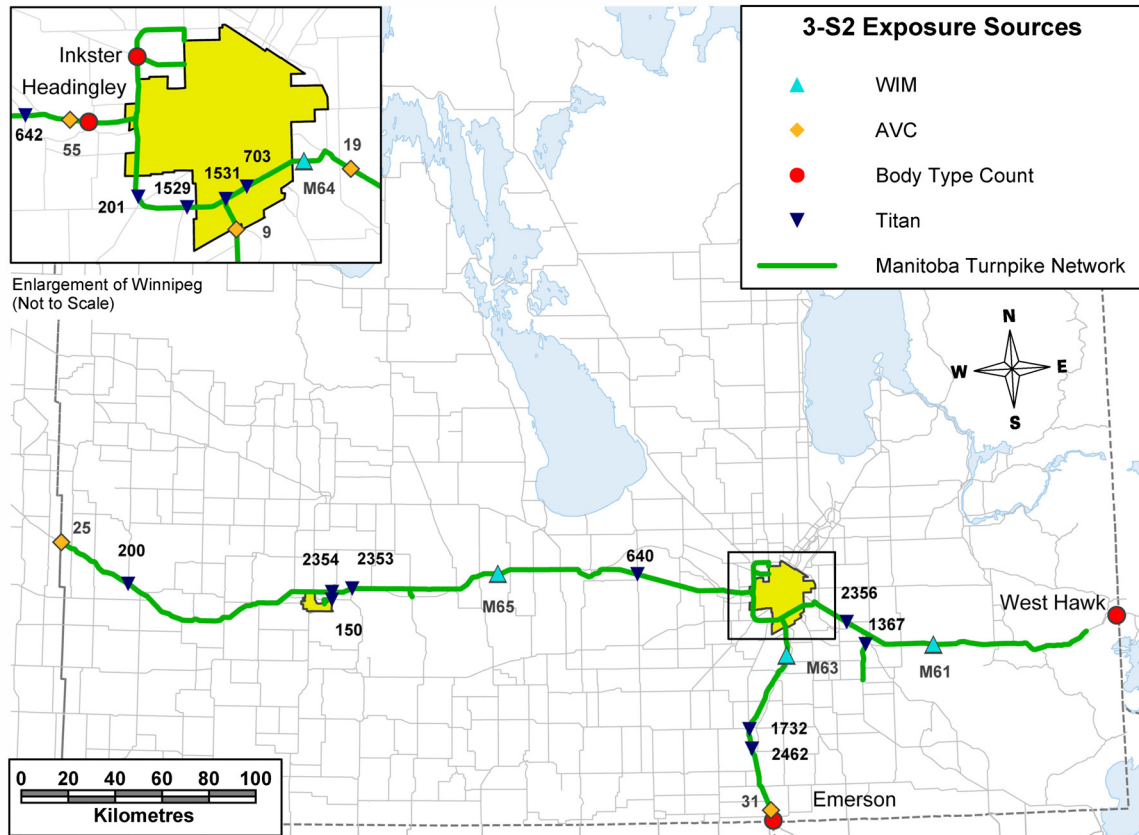 Inkster
Headingley
642
55
201
1529
1531
703
M64
19
9
Enlargement of Winnipeg
(Not to Scale)
3-S2 Exposure Sources
WIM
AVC
Body Type Count
Titan
Manitoba Turnpike Network
N
W E
S
25
200
2354 2353
150
M65
640
2356
1367
West Hawk
M63
M61
1732
2462
31
Emerson
0 20 40 60 80 100
Kilometres